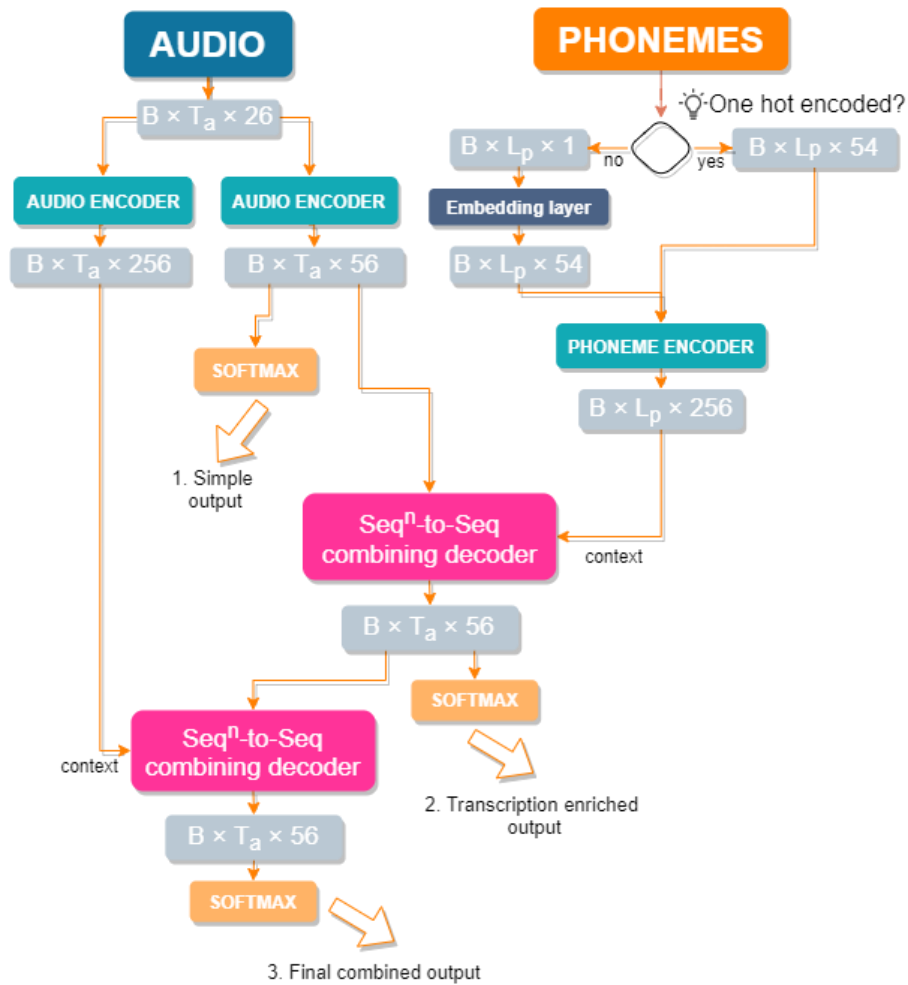 AUDIO
PHONEMES
B × Ta × 26
One hot encoded?
B × Lp × 1
no
yes
B × Lp × 54
AUDIO ENCODER
AUDIO ENCODER
Embedding layer
B × Ta × 256
B × Ta × 56
B × Lp × 54
SOFTMAX
PHONEME ENCODER
B × Lp × 256
1. Simple
output
Seqn-to-Seq
combining decoder
context
B × Ta × 56
SOFTMAX
Seqn-to-Seq
combining decoder
context
2. Transcription enriched
output
B × Ta × 56
SOFTMAX
3. Final combined output